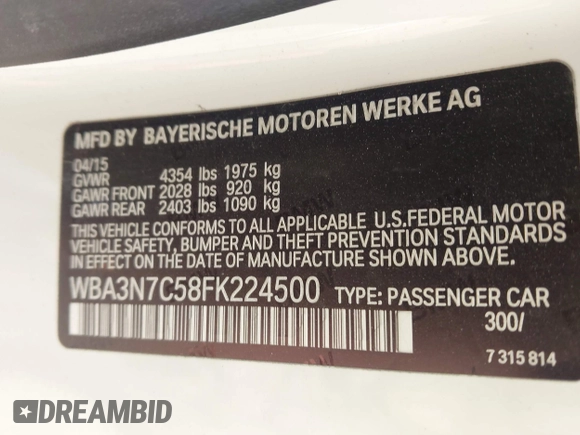 MFD BY BAYERISCHE MOTOREN WERKE AG
04/15
GVWR 4354 lbs 1975 kg
GAWR FRONT 2028 lbs 920 kg
GAWR REAR 2403 lbs 1090 kg
THIS VEHICLE CONFORMS TO ALL APPLICABLE U.S.FEDERAL MOTOR
VEHICLE SAFETY, BUMPER AND THEFT PREVENTION STANDARDS
IN EFFECT ON THE DATE OF MANUFACTURE SHOWN ABOVE.
WBA3N7C58FK224500 TYPE: PASSENGER CAR
300/
7 315 814
DREAMBID